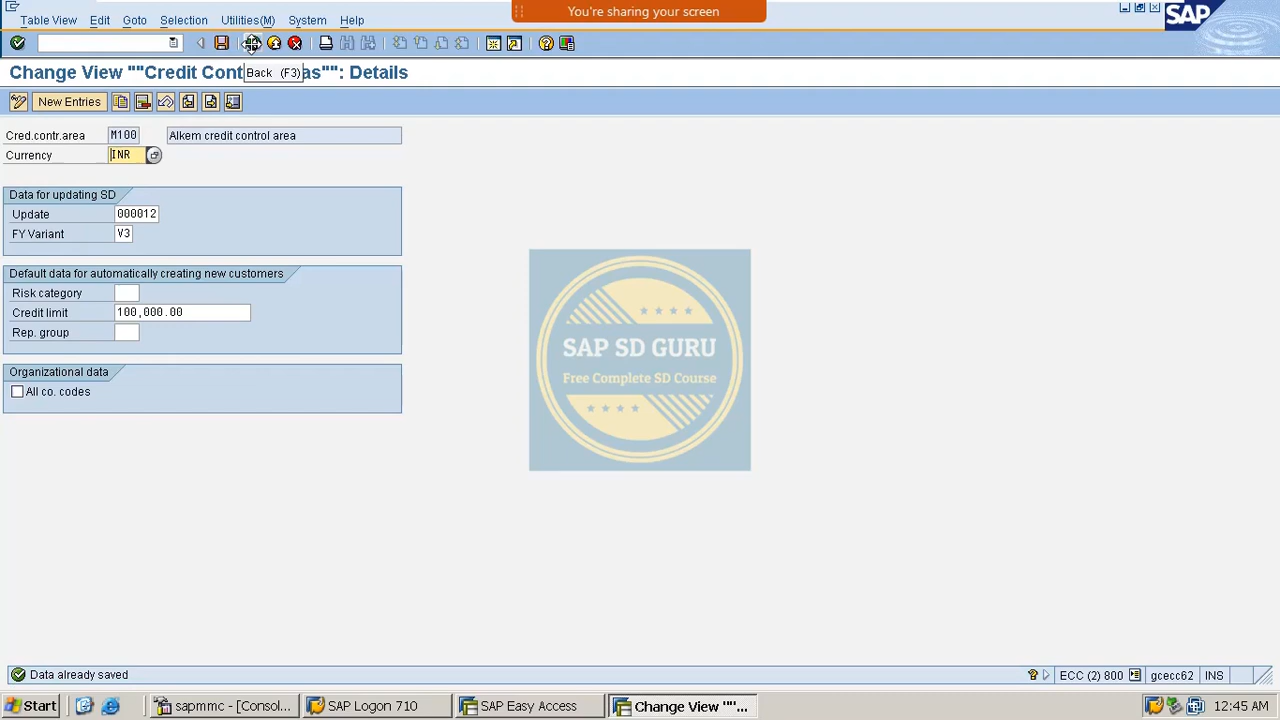 You're sharing your screen
Table View Edit Goto Selection Utilities(M) System Help
SAP
Change View ""Credit Cont as"": Details
Back (F3)
New Entries
Cred.contr.area M100 Alkem credit control area
Currency INR
Data for updating SD
Update 000012
FY Variant V3
Default data for automatically creating new customers
Risk category
Credit limit 100,000.00
Rep. group
Organizational data
All co. codes
SAP SD GURU
Free Complete SD Course
Data already saved
ECC (2) 800 gcecc62 INS
Start sapmmc - [Consol... SAP Logon 710 SAP Easy Access Change View ""... 12:45 AM